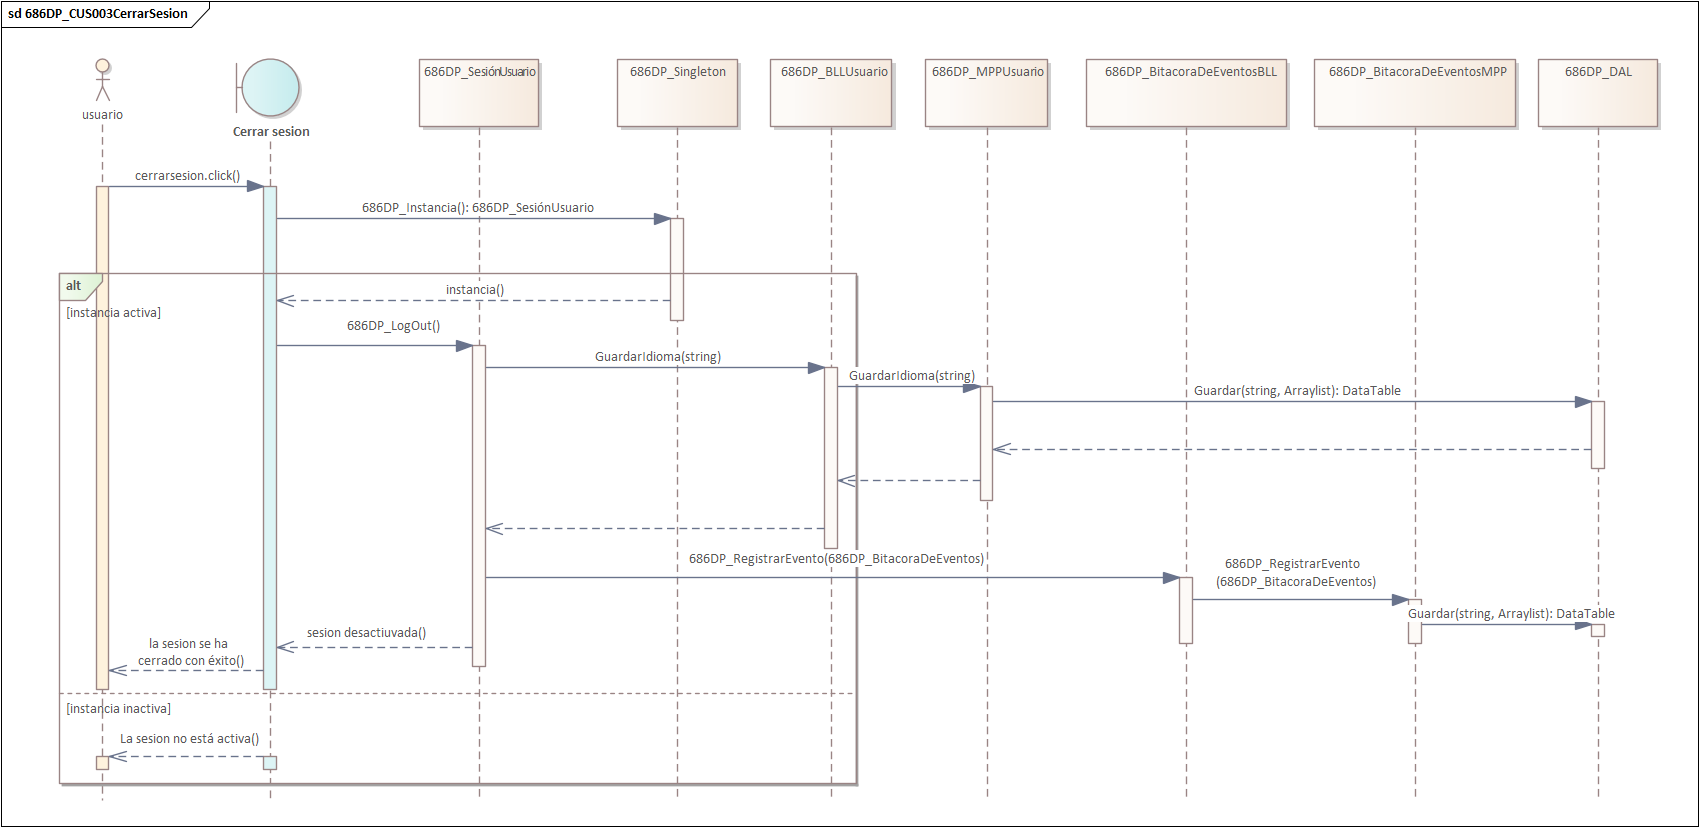 sd 686DP_CUS003CerrarSesion
usuario
Cerrar sesion
686DP_SesiónUsuario
686DP_Singleton
686DP_BLLUsuario
686DP_MPPUsuario
686DP_BitacoraDeEventosBLL
686DP_BitacoraDeEventosMPP
686DP_DAL
cerrarsesion.click()
686DP_Instancia(): 686DP_SesiónUsuario
alt
instancia()
[instancia activa]
686DP_LogOut()
GuardarIdioma(string)
GuardarIdioma(string)
Guardar(string, Arraylist): DataTable
686DP_RegistrarEvento(686DP_BitacoraDeEventos)
686DP_RegistrarEvento
(686DP_BitacoraDeEventos)
Guardar(string, Arraylist): DataTable
sesion desactiuvada()
la sesion se ha
cerrado con éxito()
[instancia inactiva]
La sesion no está activa()